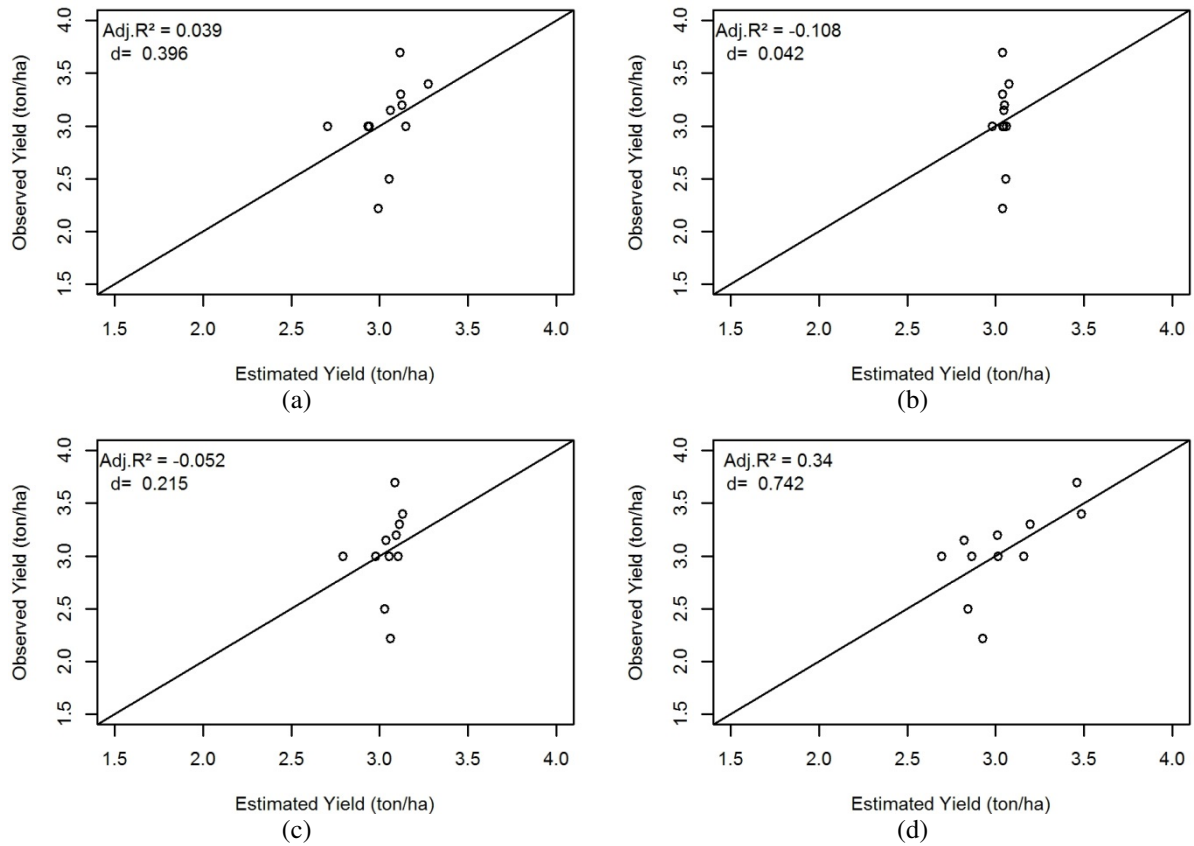 Adj.R² = 0.039
d= 0.396
Observed Yield (ton/ha)
4.0
3.5
3.0
2.5
2.0
1.5
1.5 2.0 2.5 3.0 3.5 4.0
Estimated Yield (ton/ha)
(a)
Adj.R² = -0.108
d= 0.042
Observed Yield (ton/ha)
4.0
3.5
3.0
2.5
2.0
1.5
1.5 2.0 2.5 3.0 3.5 4.0
Estimated Yield (ton/ha)
(b)
Adj.R² = -0.052
d= 0.215
Observed Yield (ton/ha)
4.0
3.5
3.0
2.5
2.0
1.5
1.5 2.0 2.5 3.0 3.5 4.0
Estimated Yield (ton/ha)
(c)
Adj.R² = 0.34
d= 0.742
Observed Yield (ton/ha)
4.0
3.5
3.0
2.5
2.0
1.5
1.5 2.0 2.5 3.0 3.5 4.0
Estimated Yield (ton/ha)
(d)